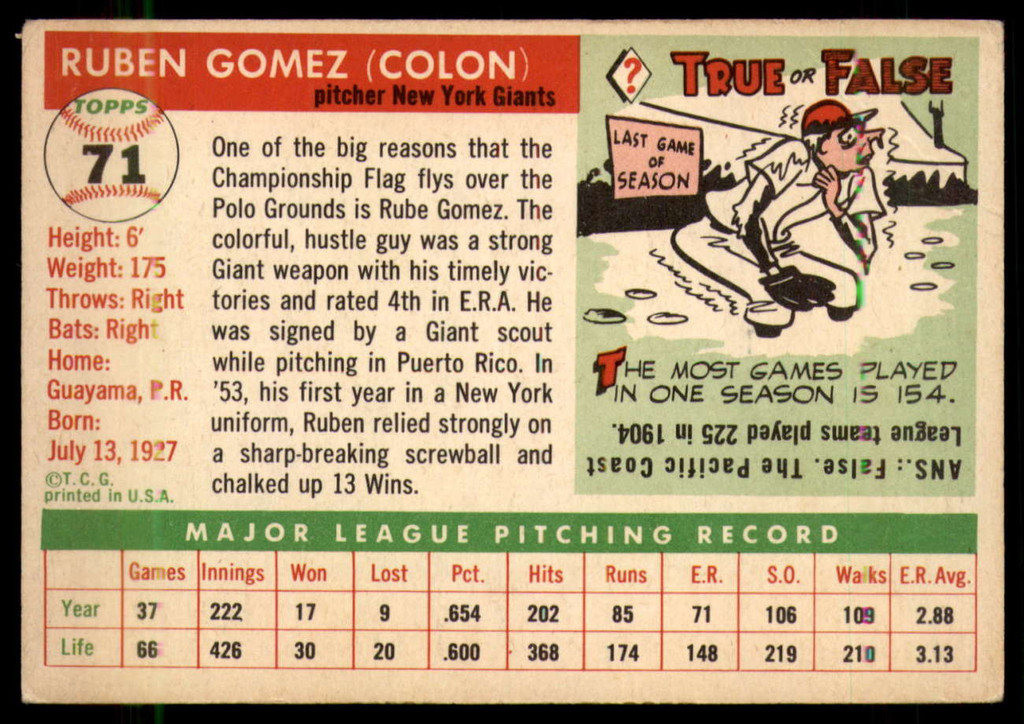 RUBEN GOMEZ (COLON)
pitcher New York Giants
TOPPS
71
Height: 6'
Weight: 175
Throws: Right
Bats: Right
Home:
Guayama, P.R.
Born:
July 13, 1927
©T. C. G.
printed in U.S.A.
One of the big reasons that the
Championship Flag flys over the
Polo Grounds is Rube Gomez. The
colorful, hustle guy was a strong
Giant weapon with his timely vic-
tories and rated 4th in E.R.A. He
was signed by a Giant scout
while pitching in Puerto Rico. In
'53, his first year in a New York
uniform, Ruben relied strongly on
a sharp-breaking screwball and
chalked up 13 Wins.
? TRUE OR FALSE
LAST GAME
OF
SEASON
THE MOST GAMES PLAYED
IN ONE SEASON IS 154.
ANS.: False. The Pacific Coast
League teams played 225 in 1904.
MAJOR LEAGUE PITCHING RECORD
Games Innings Won Lost Pct. Hits Runs E.R. S.O. Walks E.R. Avg.
Year 37 222 17 9 .654 202 85 71 106 109 2.88
Life 66 426 30 20 .600 368 174 148 219 210 3.13